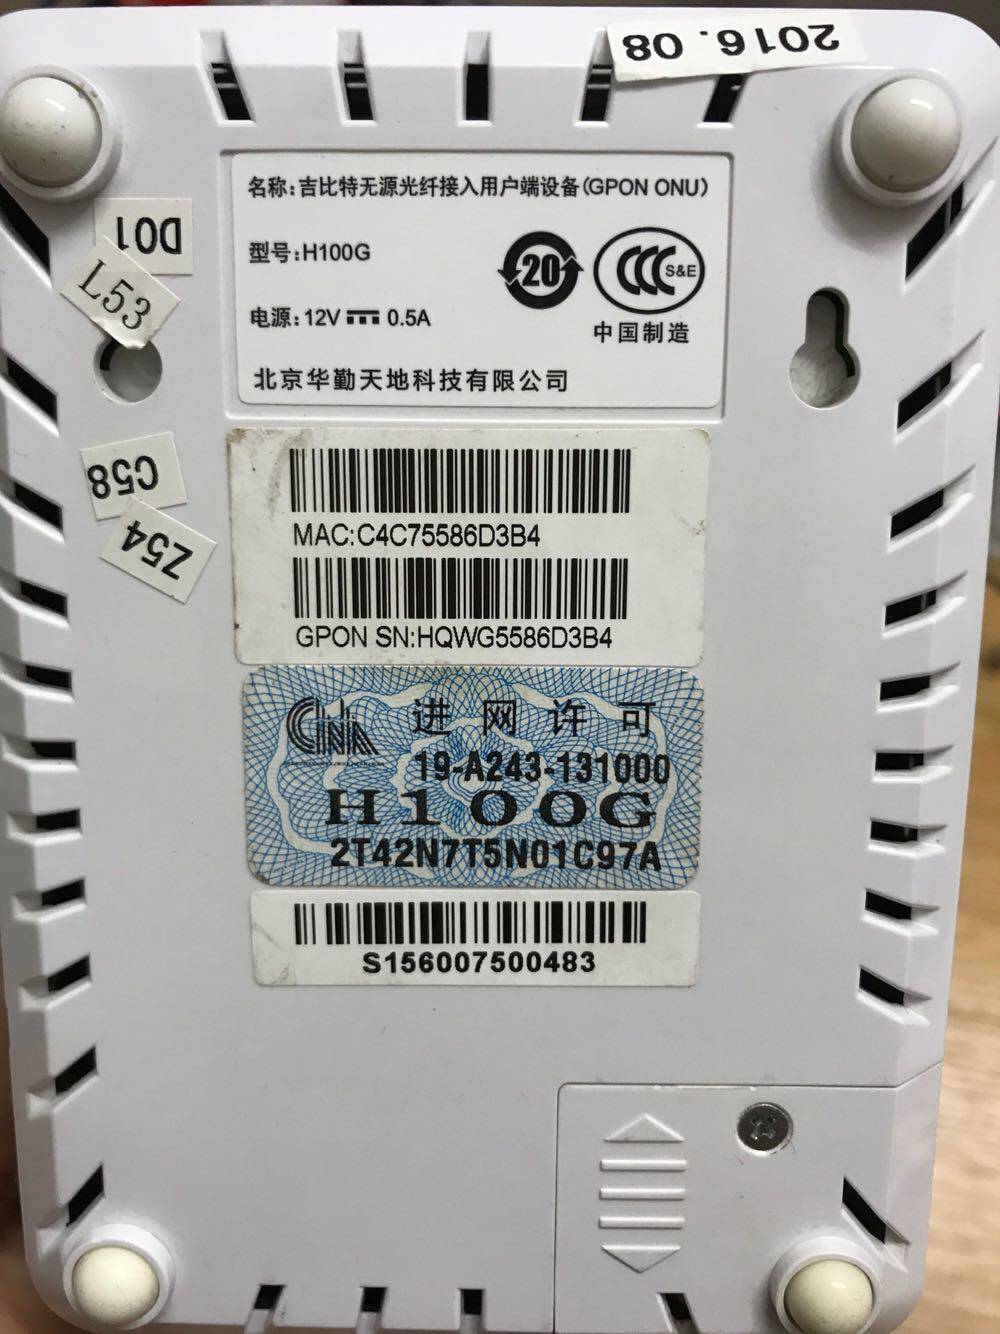 2016.08
名称:吉比特无源光纤接入用户端设备(GPON ONU)
D01
型号:H100G
20
CCC S&E
L53
电源:12V 0.5A
中国制造
北京华勤天地科技有限公司
C58
MAC:C4C75586D3B4
Z54
GPON SN:HQWG5586D3B4
进网许可
19-A243-131000
H100G
2T42N7T5N01C97A
S156007500483